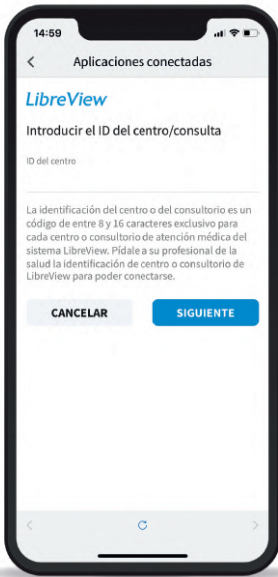 14:59
Aplicaciones conectadas
LibreView
Introducir el ID del centro/consulta
ID del centro
La identificación del centro o del consultorio es un
código de entre 8 y 16 caracteres exclusivo para
cada centro o consultorio de atención médica del
sistema LibreView. Pídale a su profesional de la
salud la identificación de centro o consultorio de
LibreView para poder conectarse.
CANCELAR SIGUIENTE